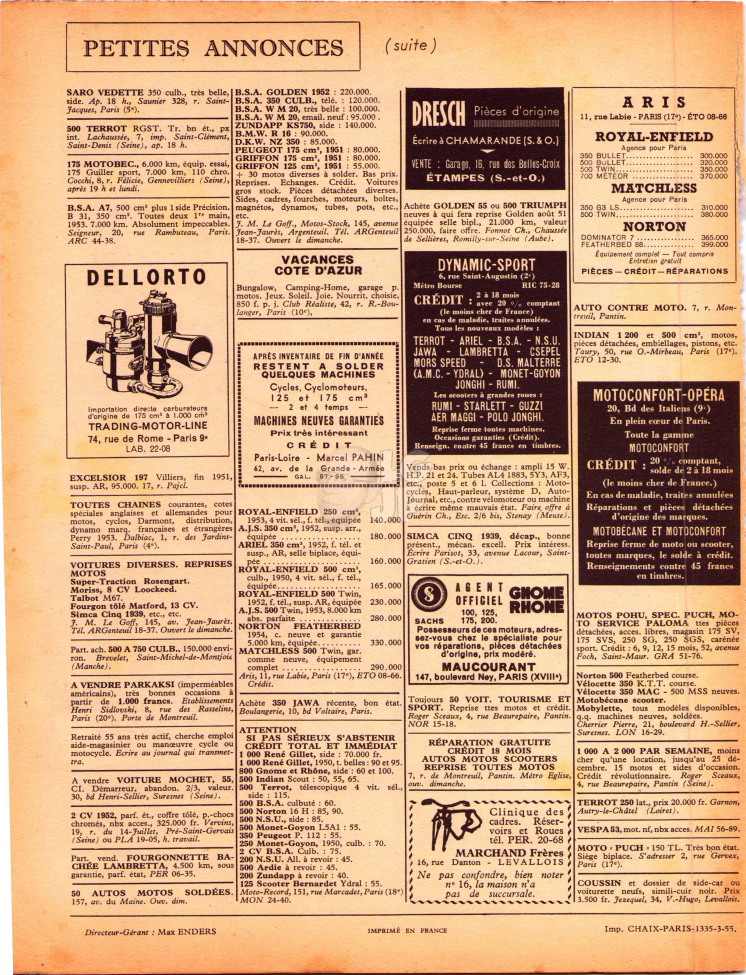 PETITES ANNONCES
(suite)
SARO VEDETTE 350 culb., très belle,
side. Ap. 18 h., Saunier 328, r. Saint-
Jacques, Paris (5e).
500 TERROT RGST. Tr. bn ét., px
int. Lachaussée, 7, imp. Saint-Clément,
Saint-Denis (Seine), ap. 18 h.
175 MOTOBEC., 6.000 km, équip. essai,
175 Guiller sport, 7.000 km, 110 chro.
Cocchi, 8, r. Félicie, Gennevilliers (Seine),
après 19 h et lundi.
B.S.A. A7, 500 cm³ plus 1 side Précision.
B 31, 350 cm³. Toutes deux 1re main,
1953. 7.000 km. Absolument impeccables.
Seigneur, 20, rue Rambuteau, Paris.
ARC 44-38.
DELLORTO
Importation directe carburateurs
d'origine de 175 cm³ à 1.000 cm³
TRADING-MOTOR-LINE
74, rue de Rome - Paris 9e
LAB. 22-08
EXCELSIOR 197 Villiers, fin 1951,
susp. AR, 95.000. 17, r. Pajol.
TOUTES CHAINES courantes, cotes
spéciales anglaises et allemandes pour
motos, cyclos, Darmont, distribution,
dynamo marq. françaises et étrangères
Perry 1953. Dalbiac, 1, r. des Jardins-
Saint-Paul, Paris (4e).
VOITURES DIVERSES. REPRISES
MOTOS
Super-Traction Rosengart.
Moriss, 8 CV Loockeed.
Talbot M67.
Fourgon tôlé Matford, 13 CV.
Simca Cinq 1939, etc., etc.
J. M. Le Goff, 145, av. Jean-Jaurès.
Tél. ARGenteuil 18-37. Ouvert le dimanche.
Part. ach. 500 A 750 CULB., 150.000 envi-
ron. Brevelet, Saint-Michel-de-Montjois
(Manche).
A VENDRE PARKAKSI (imperméables
américains), très bonnes occasions à
partir de 1.000 francs. Etablissements
Henri Sidlovski, 8, rue des Rasselins,
Paris (20e). Porte de Montreuil.
Retraité 55 ans très actif, cherche emploi
aide-magasinier ou manœuvre cycle ou
motocycle. Ecrire au journal qui transmet-
tra.
A vendre VOITURE MOCHET, 55,
CI. Démarreur, abandon. 2/3, valeur.
30, bd Henri-Sellier, Suresnes (Seine).
2 CV 1952, parf. ét., coffre tôlé, p.-chocs
chromés, nbx access., 325.000 fr. Vervins,
19, r. du 14-Juillet, Pré-Saint-Gervais
(Seine) ou PLA 19-05, h. travail.
Part. vend. FOURGONNETTE BA-
CHÉE LAMBRETTA, 4.500 km, sous
garantie, parf. état, PER 06-35.
50 AUTOS MOTOS SOLDÉES.
157, av. du Maine. Ouv. dim.
B.S.A. GOLDEN 1952 : 220.000.
B.S.A. 350 CULB., télé. : 120.000.
B.S.A. W M 20, très belle : 100.000.
B.S.A. W M 20, email. neuf : 95.000.
ZUNDAPP KS750, side : 140.000.
B.M.W. R 16 : 90.000.
D.K.W. NZ 350 : 85.000.
PEUGEOT 175 cm³, 1951 : 80.000.
GRIFFON 175 cm³, 1951 : 80.000.
GRIFFON 125 cm³, 1951 : 55.000.
+ 30 motos diverses à solder. Bas prix.
Reprises. Echanges. Crédit. Voitures
gros stock. Pièces détachées diverses.
Sides, cadres, fourches, moteurs, boîtes,
magnétos, dynamos, tubes, pots, etc.,
etc.
J. M. Le Goff., Motos-Stock, 145, avenue
Jean-Jaurès, Argenteuil. Tél. ARGenteuil
18-37. Ouvert le dimanche.
VACANCES
COTE D'AZUR
Bungalow, Camping-Home, garage p.
motos. Jeux. Soleil. Joie. Nourrit. choisie,
850 f. p. j. Club Réaliste, 42, r. R.-Bou-
langer, Paris (10e),
APRÈS INVENTAIRE DE FIN D'ANNÉE
RESTENT A SOLDER
QUELQUES MACHINES
Cycles, Cyclomoteurs,
125 et 175 cm³
— 2 et 4 temps —
MACHINES NEUVES GARANTIES
Prix très intéressant
CRÉDIT
Paris-Loire - Marcel PAHIN
62, av. de la Grande-Armée
GAL. 57-95
ROYAL-ENFIELD 250 cm³,
1953, 4 vit. sél., f. tél., équipée 140.000
A.J.S. 350 cm³, 1952, susp. arr.,
équipée ........ 180.000
ARIEL 350 cm³, 1952, f. tél. et
susp., AR, selle biplace, équi-
pée ........ 160.000
ROYAL-ENFIELD 500 cm³,
culb., 1950, 4 vit. sél., f. tél.,
équipée ........ 165.000
ROYAL-ENFIELD 500 Twin,
1952, f. tél., susp. AR, équipée 230.000
A.J.S. 500 Twin, 1953, 8.000 km
abs. parfaite ........ 280.000
NORTON FEATHERBED
1954, c. neuve et garantie
5.000 km, équipée ........ 330.000
MATCHLESS 500 Twin, gar.
comme neuve, équipement
complet ........ 290.000
Aris, 11, rue Labie, Paris (17e), ETO 08-66.
Crédit.
Achète 350 JAWA récente, bon état.
Boulangerie, 10, bd Voltaire, Paris.
ATTENTION
SI PAS SÉRIEUX S'ABSTENIR
CRÉDIT TOTAL ET IMMÉDIAT
1 000 René Gillet, side : 70.000 fr.
1 000 René Gillet, 1950, t. belles : 90 et 95.
800 Gnome et Rhône, side : 60 et 100.
500 Indian Scout : 50, 55, 65.
500 Terrot, télescopique 4 vit. sél.,
side : 115.
500 B.S.A. culbuté : 60.
500 Norton 16 H : 85, 90.
500 N.S.U., side : 85.
500 Monet-Goyon L5A1 : 55.
350 Peugeot P. 112 : 55.
250 Monet-Goyon, 1950, culb. : 70.
2 CV B.S.A. Culb. : 75.
200 N.S.U. All. à revoir : 45.
500 Ardie à revoir : 45.
200 Zundapp à revoir : 40.
125 Scooter Bernardet Ydral : 55.
Moto-Record, 151, rue Marcadet, Paris (18e)
MON 24-40.
DRESCH
Pièces d'origine
Ecrire à CHAMARANDE (S. & O.)
VENTE : Garage, 16, rue des Belles-Croix
ÉTAMPES (S.-et-O.)
Achète GOLDEN 55 ou 500 TRIUMPH
neuves à qui fera reprise Golden août 51
équipée selle bipl., 21.000 km, valeur
250.000, faire offre. Fonnot Ch., Chaussée
de Sellières, Romilly-sur-Seine (Aube).
DYNAMIC-SPORT
6, rue Saint-Augustin (2e)
Métro Bourse RIC 75-28
CRÉDIT : 2 à 18 mois
avec 20 % comptant
(le moins cher de France)
en cas de maladie, traites annulées.
Tous les nouveaux modèles :
TERROT - ARIEL - B.S.A. - N.S.U.
JAWA - LAMBRETTA - CSEPEL
MORS SPEED - D.S. MALTERRE
(A.M.C. - YDRAL) - MONET-GOYON
JONGHI - RUMI.
Les scooters à grandes roues :
RUMI - STARLETT - GUZZI
AER MAGGI - POLO JONGHI.
Reprise ferme toutes machines.
Occasions garanties (Crédit).
Renseign. contre 45 francs en timbres.
Vends bas prix ou échange : ampli 15 W.
H.P. 21 et 24. Tubes AL4 1883, 5Y3, AF3,
etc., poste 5 et 6 l. Collections : Moto-
cycles, Haut-parleur, système D, Auto-
Journal, etc., contre vélomoteur ou machine
à écrire même mauvais état. Faire offre à
Guérin Ch., Esc. 2/6 bis, Stenay (Meuse).
SIMCA CINQ 1939, décap., bonne
présent., mécan. excell. Prix intéress.
Ecrire Parisot, 33, avenue Lacour, Saint-
Gratien (S.-et-O.).
S
SACHS
AGENT
OFFICIEL
100, 125,
175, 200.
GNOME
RHONE
Possesseurs de ces moteurs, adres-
sez-vous chez le spécialiste pour
vos réparations, pièces détachées
d'origine, prix modéré.
MAUCOURANT
147, boulevard Ney, PARIS (XVIIIe)
Toujours 50 VOIT. TOURISME ET
SPORT. Reprise ttes motos et crédit.
Roger Sceaux, 4, rue Beaurepaire, Pantin.
NOR 15-18.
RÉPARATION GRATUITE
CRÉDIT 18 MOIS
AUTOS MOTOS SCOOTERS
REPRISE TOUTES MOTOS
7, r. de Montreuil, Pantin. Métro Eglise,
ouv. dimanche.
Clinique des
cadres. Réser-
voirs et Roues
tél. PER. 20-68
MARCHAND Frères
16, rue Danton - LEVALLOIS
Ne pas confondre, bien noter
n° 16, la maison n'a
pas de succursale.
ARIS
11, rue Labie - PARIS (17e) - ÉTO 08-66
ROYAL-ENFIELD
Agence pour Paris
350 BULLET ........ 300.000
500 BULLET ........ 320.000
500 TWIN ........ 350.000
700 METEOR ........ 370.000
MATCHLESS
Agence pour Paris
350 G3 LS ........ 310.000
500 TWIN ........ 380.000
NORTON
DOMINATOR 7 ........ 365.000
FEATHERBED 88 ........ 399.000
Équipement complet — Tout compris
Entretien gratuit
PIÈCES — CRÉDIT — RÉPARATIONS
AUTO CONTRE MOTO. 7, r. Mon-
treuil, Pantin.
INDIAN 1 200 et 500 cm³, motos,
pièces détachées, embiellages, pistons, etc.
Taury, 50, rue O.-Mirbeau, Paris (17e).
ETO 12-30.
MOTOCONFORT-OPÉRA
20, Bd des Italiens (9e)
En plein cœur de Paris.
Toute la gamme
MOTOCONFORT
CRÉDIT : 20 % comptant,
solde de 2 à 18 mois
(le moins cher de France.)
En cas de maladie, traites annulées
Réparations et pièces détachées
d'origine des marques.
MOTOBÉCANE ET MOTOCONFORT
Reprise ferme de moto ou scooter,
toutes marques, le solde à crédit.
Renseignements contre 45 francs
en timbres.
MOTOS POHU, SPEC. PUCH, MO-
TO SERVICE PALOMA ttes pièces
détachées, acces. libres, magasin 175 SV,
175 SVS, 250 SG, 250 SGS, carénée
sport. Crédit : 6, 9, 12, 15 mois, 52, avenue
Foch, Saint-Maur. GRA 51-76.
Norton 500 Featherbed course.
Vélocette 350 K.T.T. course.
Vélocette 350 MAC - 500 MSS neuves.
Motobécane scooter.
Mobylette, tous modèles disponibles,
q.q. machines neuves, soldées.
Cherrier Pierre, 21, boulevard H.-Sellier,
Suresnes. LON 16-29.
1 000 A 2 000 PAR SEMAINE, moins
cher qu'une location, jusqu'au 25 dé-
cembre. 15 motos et sides d'occasion.
Crédit révolutionnaire. Roger Sceaux,
4, rue Beaurepaire, Pantin (Seine).
TERROT 250 lat., prix 20.000 fr. Garnon,
Autry-le-Châtel (Loiret).
VESPA 53, mot. nf, nbx acces. MAI 56-89.
MOTO « PUCH » 150 TL. Très bon état.
Siège biplace. S'adresser 2, rue Gervex,
Paris (17e).
COUSSIN et dossier de side-car ou
voiturette neufs, simili-cuir noir. Prix
3.500 fr. Jezequel, 34, V.-Hugo, Levallois.
Directeur-Gérant : Max ENDERS
IMPRIMÉ EN FRANCE
Imp. CHAIX-PARIS-1335-3-55.